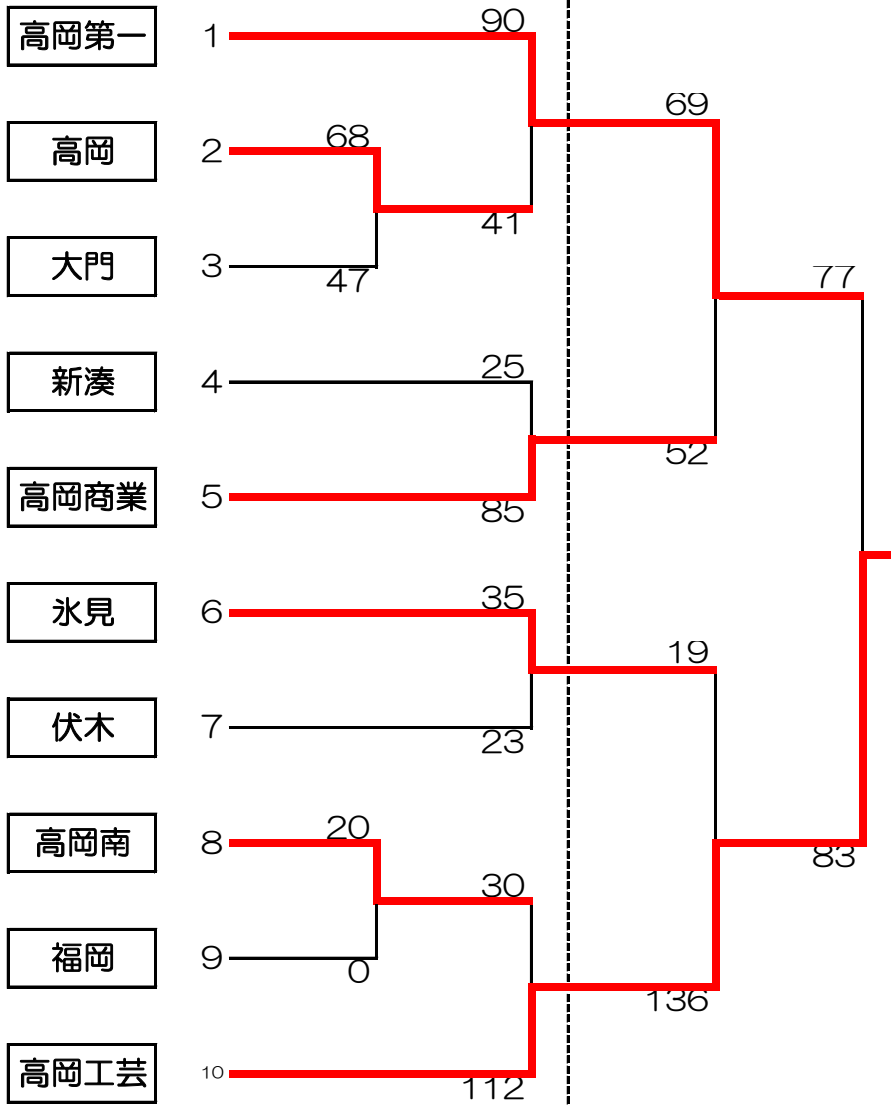 高岡第一 1 90
69
高岡 2 68
41
大門 3 47
77
新湊 4 25
52
高岡商業 5 85
氷見 6 35
19
伏木 7 23
高岡南 8 20
83
30
福岡 9 0
136
高岡工芸 10 112